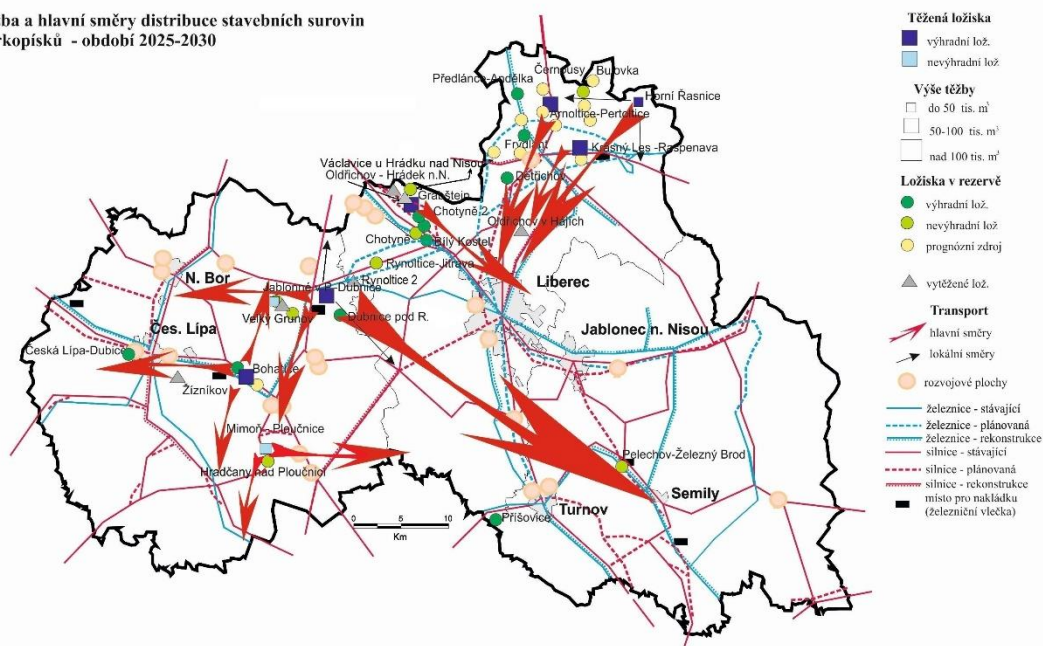 žba a hlavní směry distribuce stavebních surovin
rkopísků - období 2025-2030
Předlánce-Andělka
Černousy
Bulovka
Horní Řasnice
Arnoltice-Pertoltice
Frýdlant
Krásný Les -Raspenava
Václavice u Hrádku nad Nisou
Oldřichov - Hrádek n.N.
Grabštejn
Dětřichov
Chotyně 2
Oldřichov v Hájích
Chotyně
Bílý Kostel
Rynoltice-Jítrava
Rynoltice 2
N. Bor
Jablonné v P.-Dubnice
Liberec
Velký Grunov
Dubnice pod R.
Čes. Lípa
Jablonec n. Nisou
Česká Lípa-Dubice
Bohatice
Žizníkov
Mimoň - Ploučnice
Hradčany nad Ploučnicí
Pelechov-Železný Brod
Semily
Turnov
Příšovice
0 5 10
Km
Těžená ložiska
výhradní lož.
nevýhradní lož
Výše těžby
do 50 tis. m³
50-100 tis. m³
nad 100 tis. m³
Ložiska v rezervě
výhradní lož.
nevýhradní lož
prognózní zdroj
vytěžené lož.
Transport
hlavní směry
lokální směry
rozvojové plochy
železnice - stávající
železnice - plánovaná
železnice - rekonstrukce
silnice - stávající
silnice - plánovaná
silnice - rekonstrukce
místo pro nakládku
(železniční vlečka)